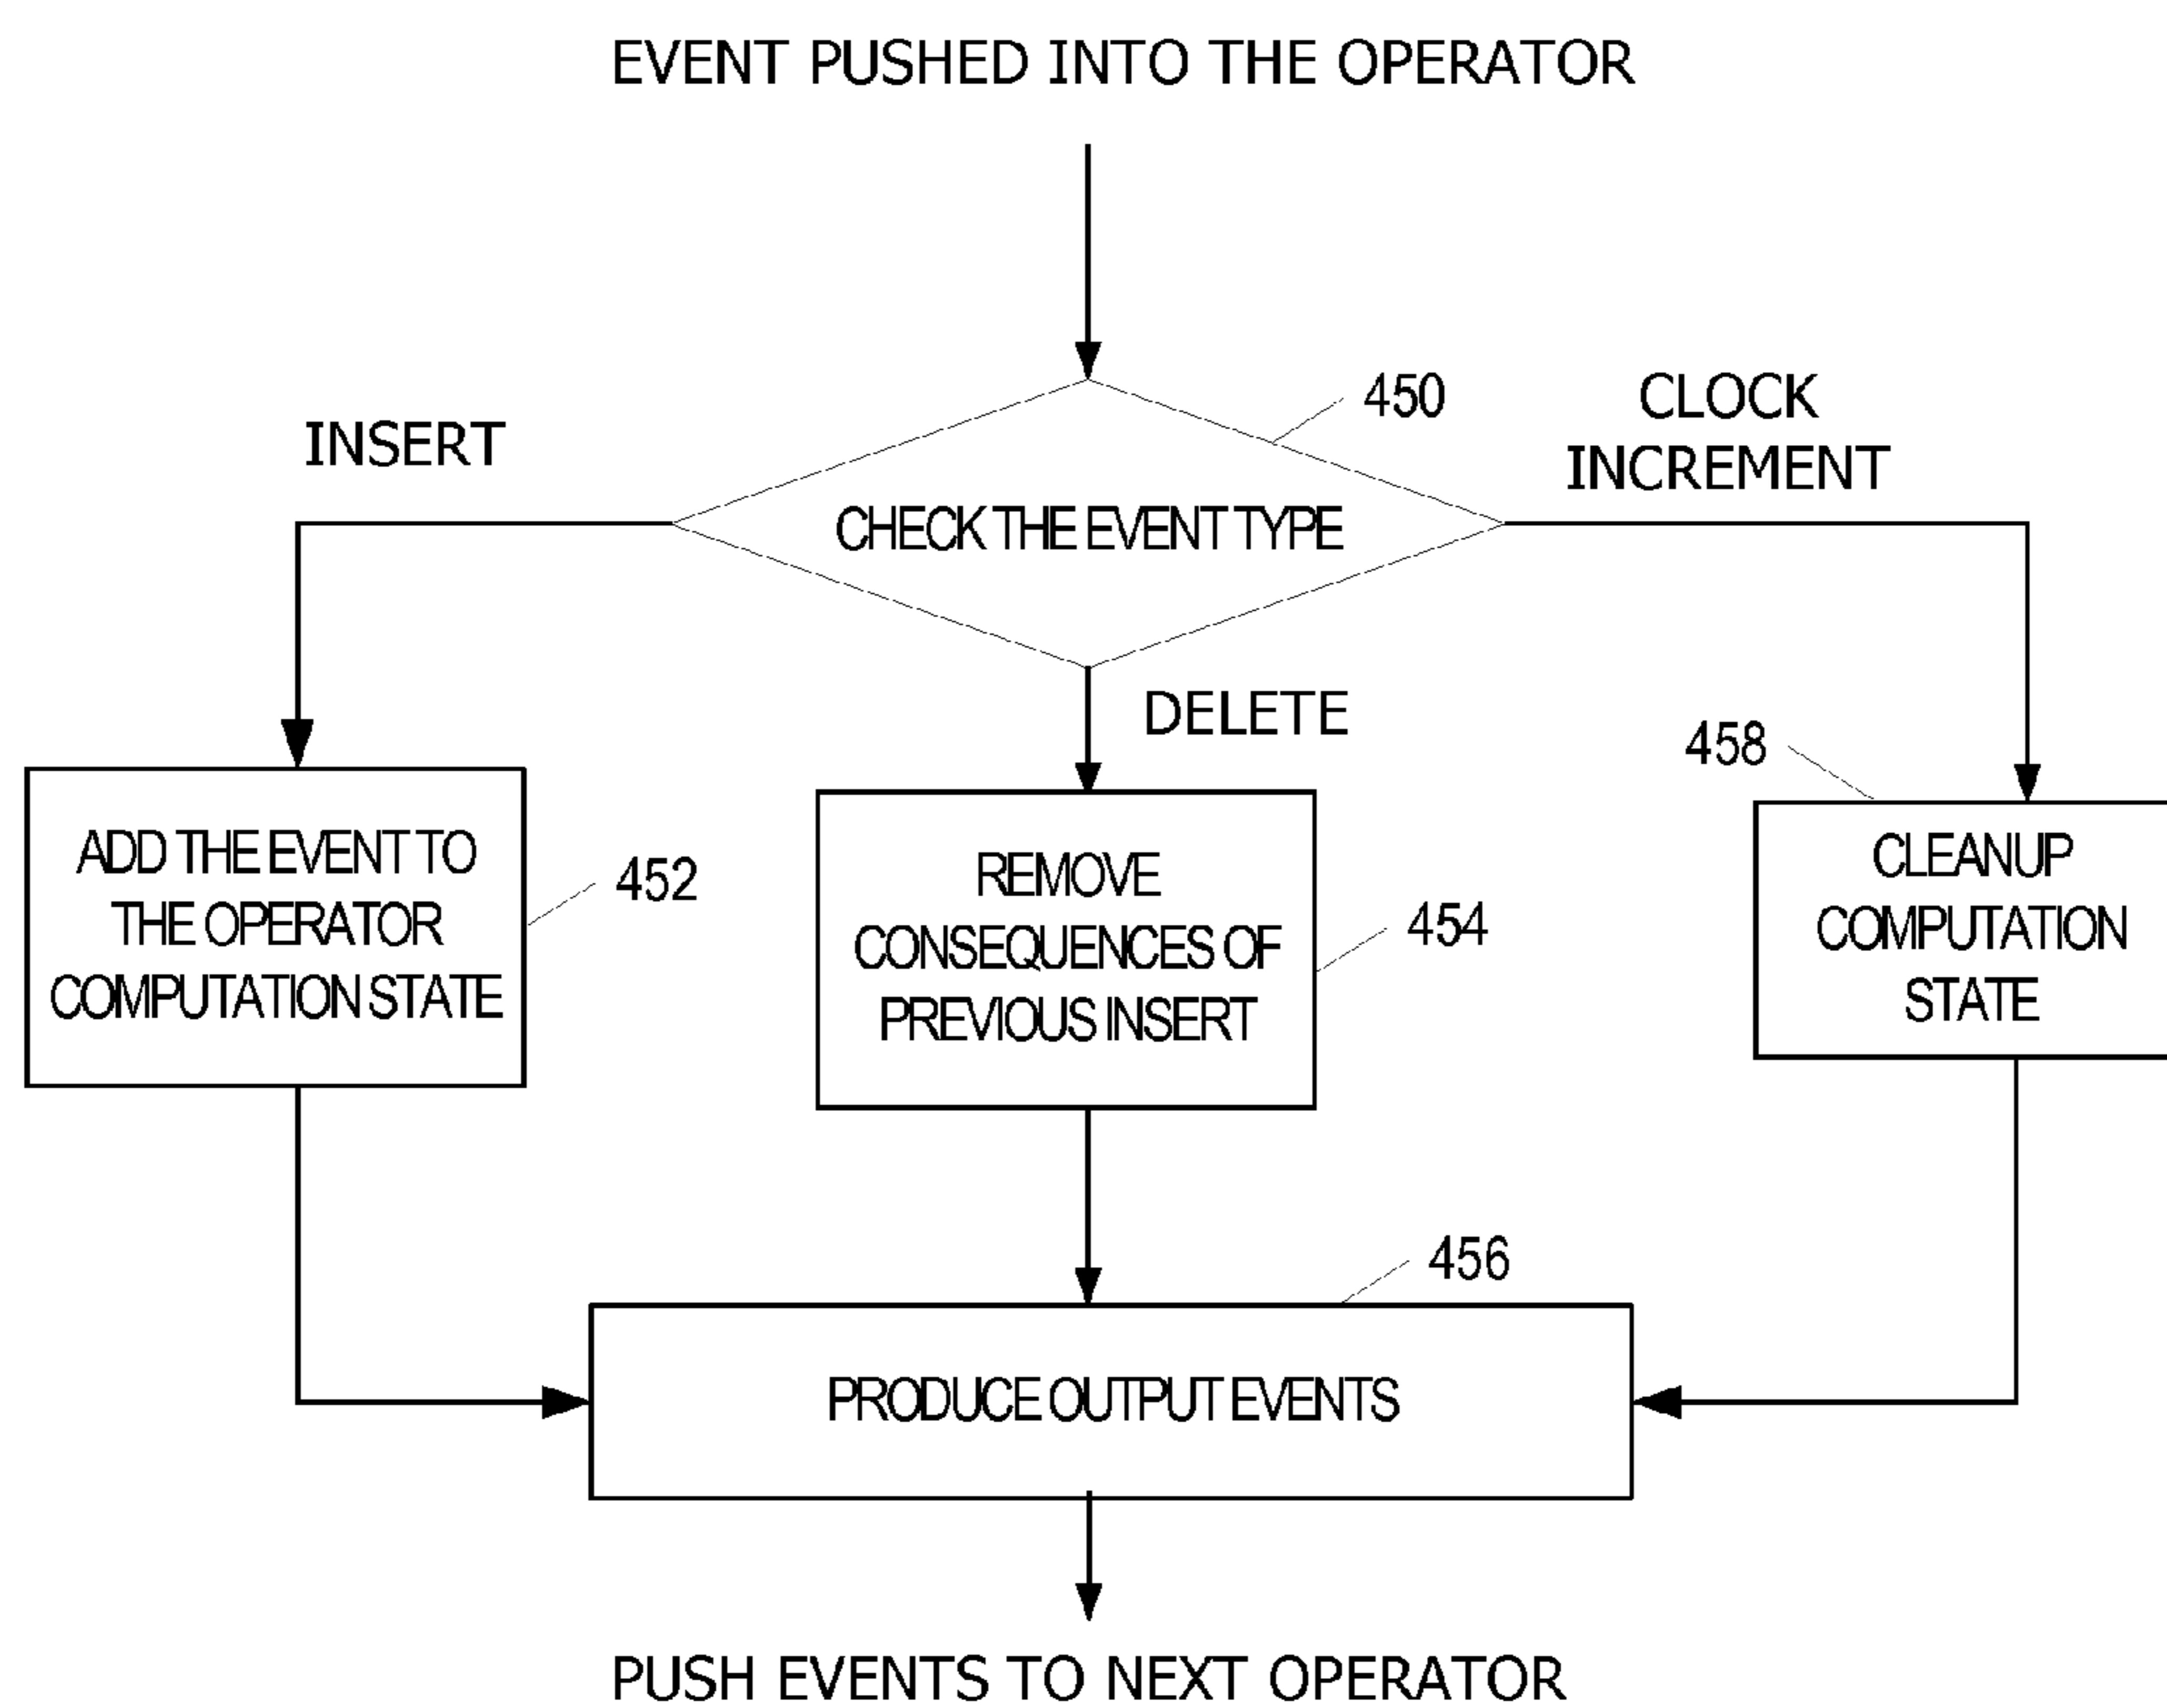 EVENT PUSHED INTO THE OPERATOR
450
CLOCK
INCREMENT
INSERT
CHECK THE EVENT TYPE
DELETE
458
ADD THE EVENT TO
THE OPERATOR
COMPUTATION STATE
452
REMOVE
CONSEQUENCES OF
PREVIOUS INSERT
454
CLEANUP
COMPUTATION
STATE
456
PRODUCE OUTPUT EVENTS
PUSH EVENTS TO NEXT OPERATOR